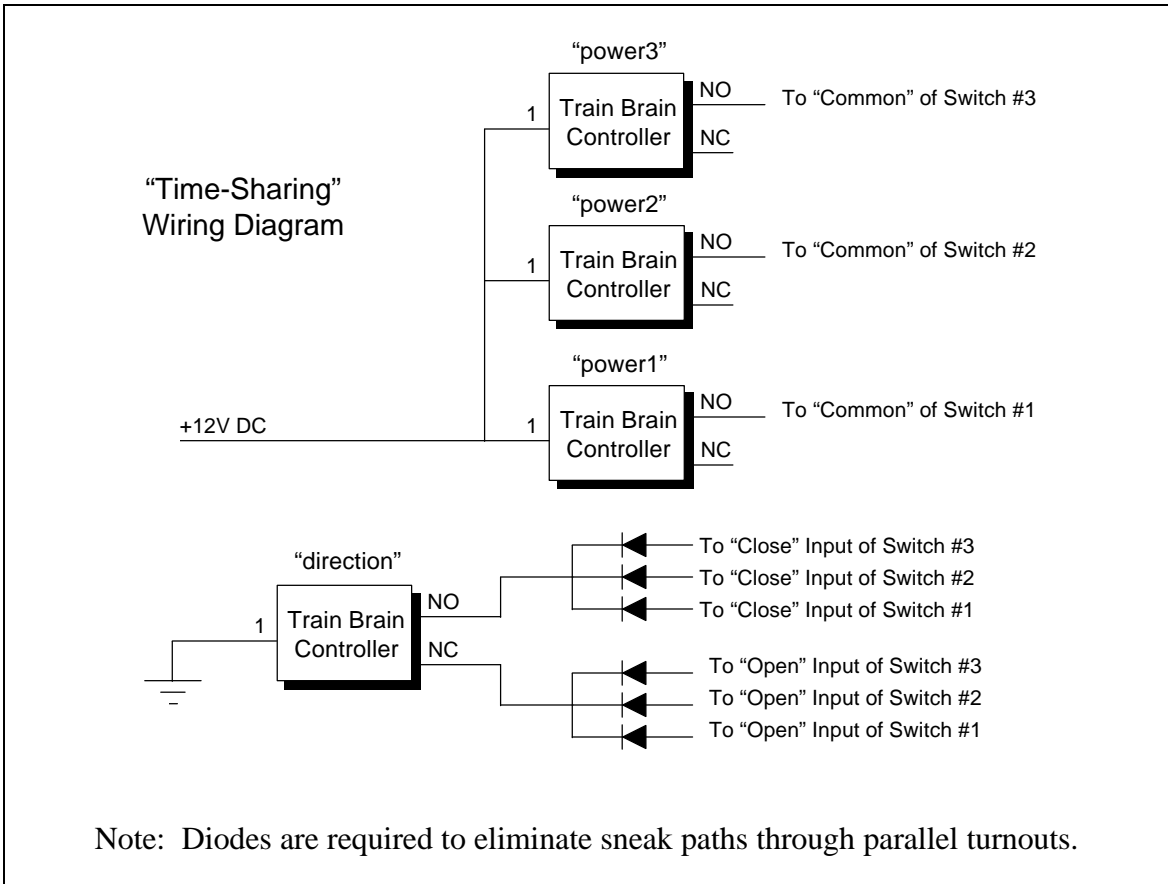 “power3”
1
Train Brain
Controller
NO
NC
To “Common” of Switch #3
“Time-Sharing”
Wiring Diagram
“power2”
1
Train Brain
Controller
NO
NC
To “Common” of Switch #2
“power1”
+12V DC
1
Train Brain
Controller
NO
NC
To “Common” of Switch #1
“direction”
1
Train Brain
Controller
NO
NC
To “Close” Input of Switch #3
To “Close” Input of Switch #2
To “Close” Input of Switch #1
To “Open” Input of Switch #3
To “Open” Input of Switch #2
To “Open” Input of Switch #1
Note: Diodes are required to eliminate sneak paths through parallel turnouts.